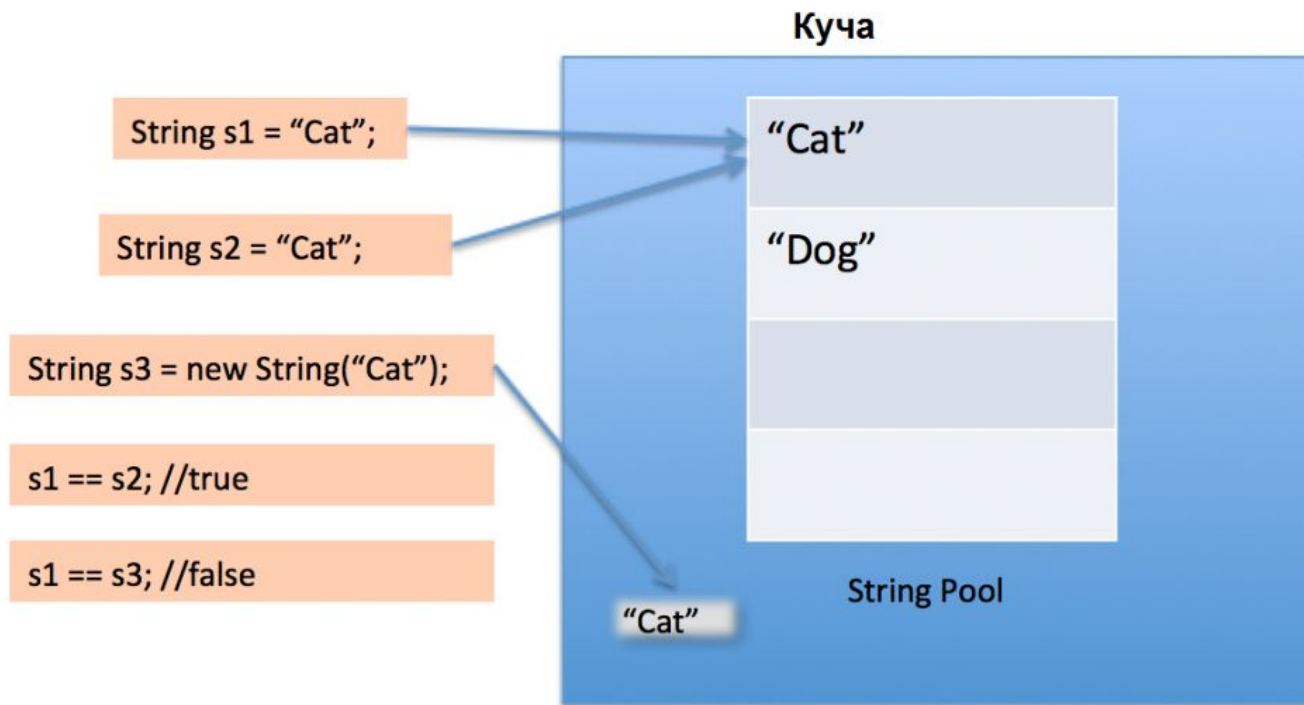 Куча
String s1 = “Cat”;
String s2 = “Cat”;
String s3 = new String(“Cat”);
s1 == s2; //true
s1 == s3; //false
“Cat”
“Dog”
String Pool
“Cat”